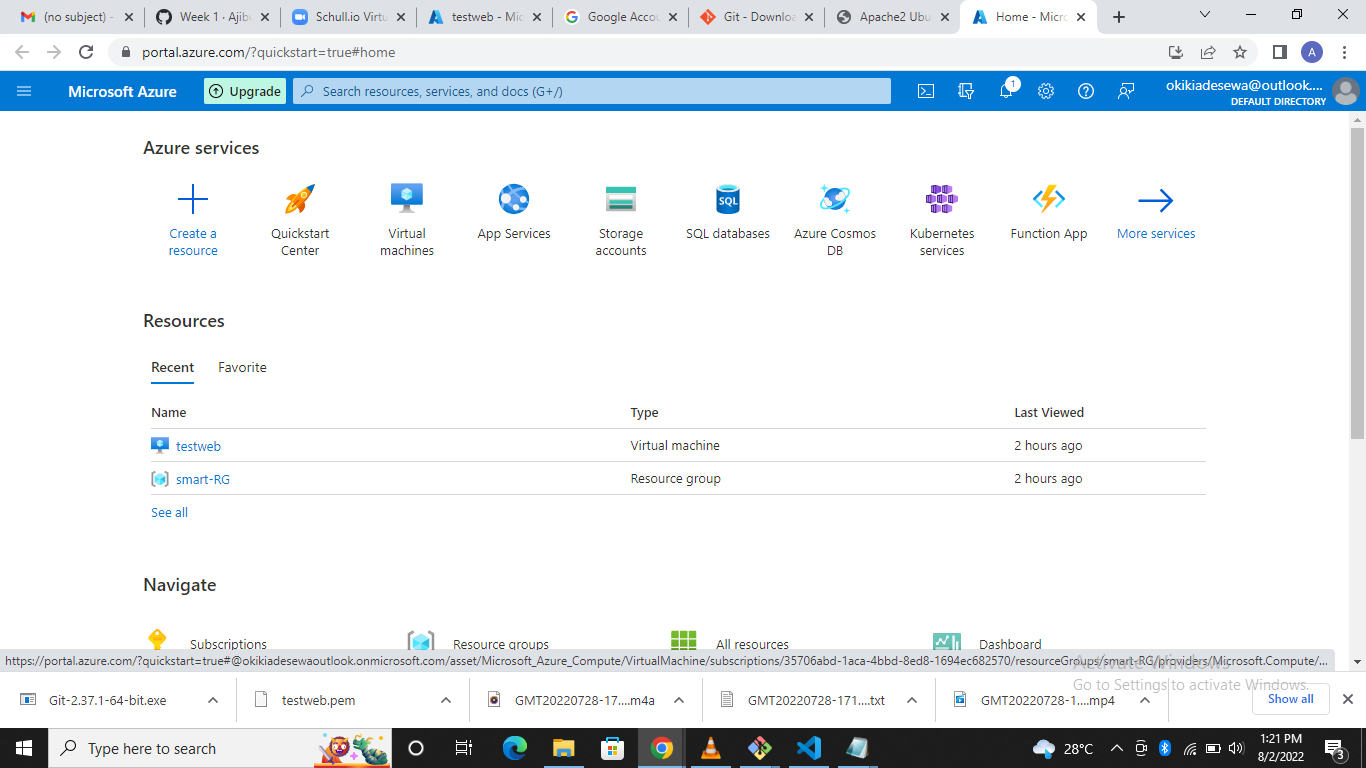 (no subject) -
Week 1 · Ajib
Schull.io Virtu
testweb - Mic
Google Accou
Git - Downloa
Apache2 Ubu
Home - Micro
portal.azure.com/?quickstart=true#home
A
Microsoft Azure
Upgrade
Search resources, services, and docs (G+/)
1
okikiadesewa@outlook....
DEFAULT DIRECTORY
Azure services
Create a resource
Quickstart Center
Virtual machines
App Services
Storage accounts
SQL
SQL databases
Azure Cosmos DB
Kubernetes services
Function App
More services
Resources
Recent
Favorite
Name Type Last Viewed
testweb Virtual machine 2 hours ago
smart-RG Resource group 2 hours ago
See all
Navigate
Subscriptions
Resource groups
All resources
Dashboard
https://portal.azure.com/?quickstart=true#@okikiadesewaoutlook.onmicrosoft.com/asset/Microsoft_Azure_Compute/VirtualMachine/subscriptions/35706abd-1aca-4bbd-8ed8-1694ec682570/resourceGroups/smart-RG/providers/Microsoft.Compute/...
Activate Windows
Go to Settings to activate Windows.
Git-2.37.1-64-bit.exe
testweb.pem
GMT20220728-17....m4a
GMT20220728-171....txt
GMT20220728-1....mp4
Show all
Type here to search
28°C
1:21 PM
8/2/2022
3